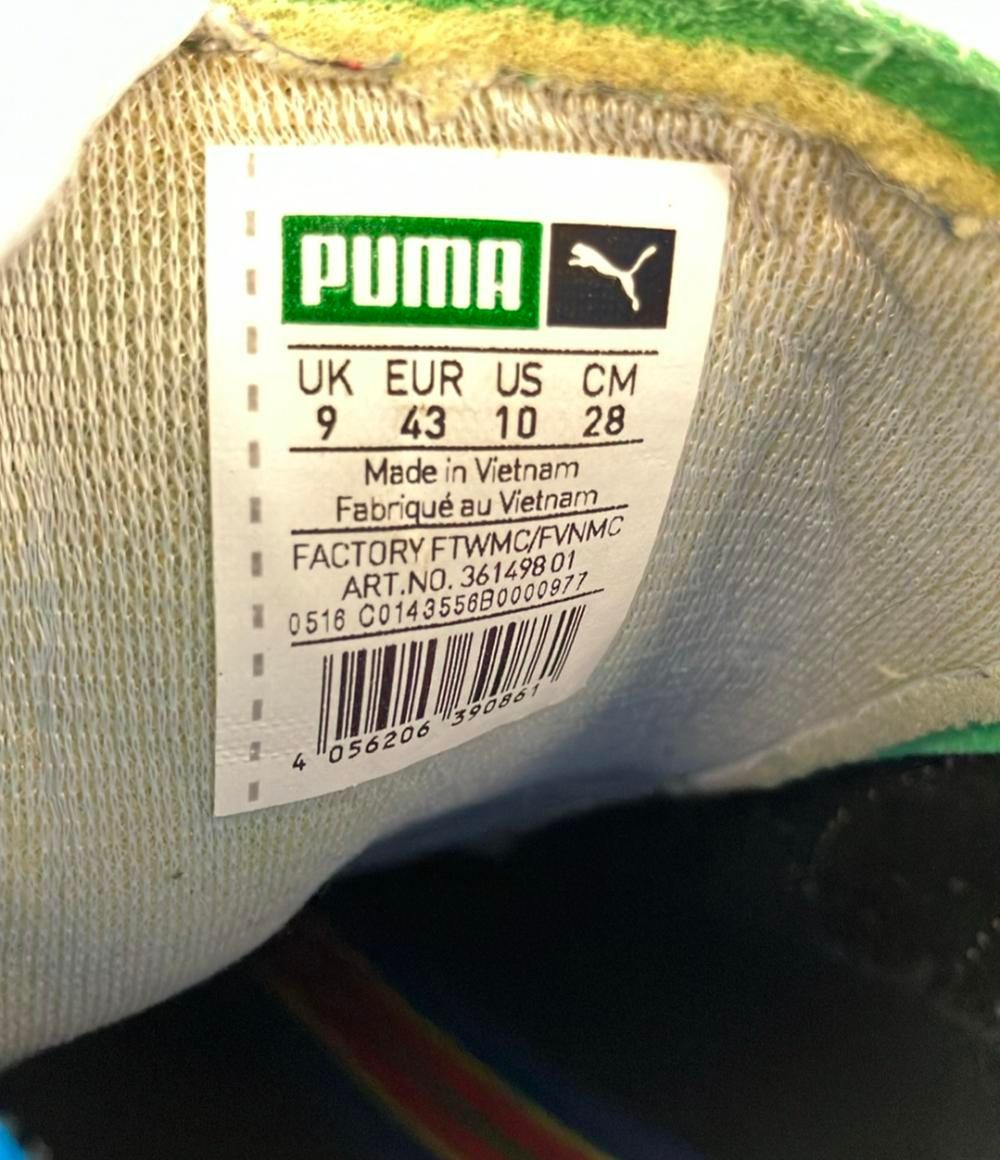 PUMA
UK EUR US CM
9 43 10 28
Made in Vietnam
Fabriqué au Vietnam
FACTORY FTWMC/FVNMC
ART.NO. 361498 01
0516 C0143556B0000977
4 056206 390861